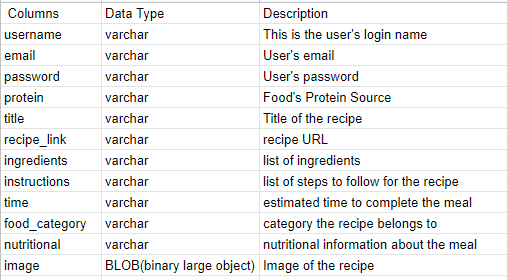 Columns Data Type Description
username varchar This is the user's login name
email varchar User's email
password varchar User's password
protein varchar Food's Protein Source
title varchar Title of the recipe
recipe_link varchar recipe URL
ingredients varchar list of ingredients
instructions varchar list of steps to follow for the recipe
time varchar estimated time to complete the meal
food_category varchar category the recipe belongs to
nutritional varchar nutritional information about the meal
image BLOB(binary large object) Image of the recipe